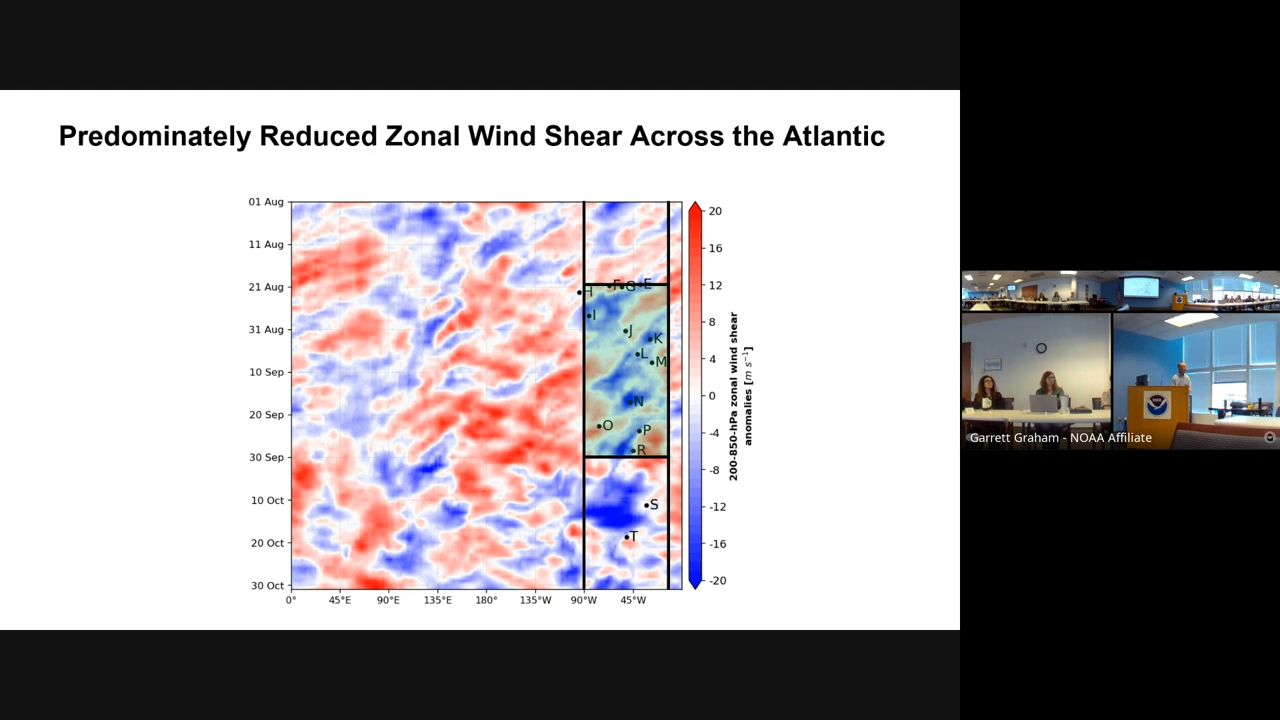 Predominately Reduced Zonal Wind Shear Across the Atlantic
01 Aug
11 Aug
21 Aug
31 Aug
10 Sep
20 Sep
30 Sep
10 Oct
20 Oct
30 Oct
0°
45°E
90°E
135°E
180°
135°W
90°W
45°W
H
F
G
E
I
J
K
L
M
N
O
P
R
S
T
20
16
12
8
4
0
-4
-8
-12
-16
-20
200-850-hPa zonal wind shear
anomalies [m s⁻¹]
Garrett Graham - NOAA Affiliate